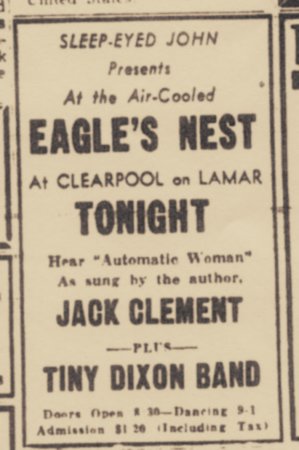 United States
SLEEP-EYED JOHN
Presents
At the Air-Cooled
EAGLE'S NEST
At CLEARPOOL on LAMAR
TONIGHT
Hear "Automatic Woman"
As sung by the author,
JACK CLEMENT
—PLUS—
TINY DIXON BAND
Doors Open 8 30—Dancing 9-1
Admission $1 20 (Including Tax)